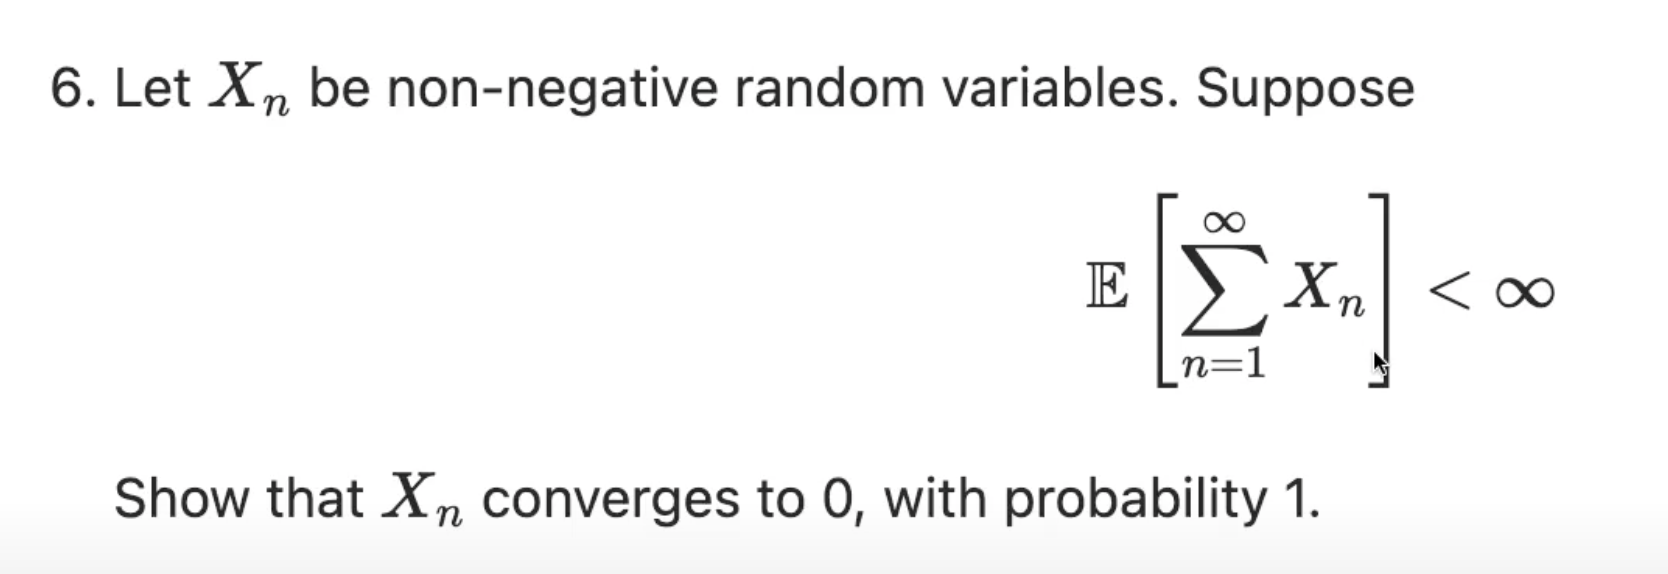 6. Let $X_n$ be non-negative random variables. Suppose
$$\mathbb{E}\left[\sum_{n=1}^{\infty} X_n\right] < \infty$$
Show that $X_n$ converges to 0, with probability 1.